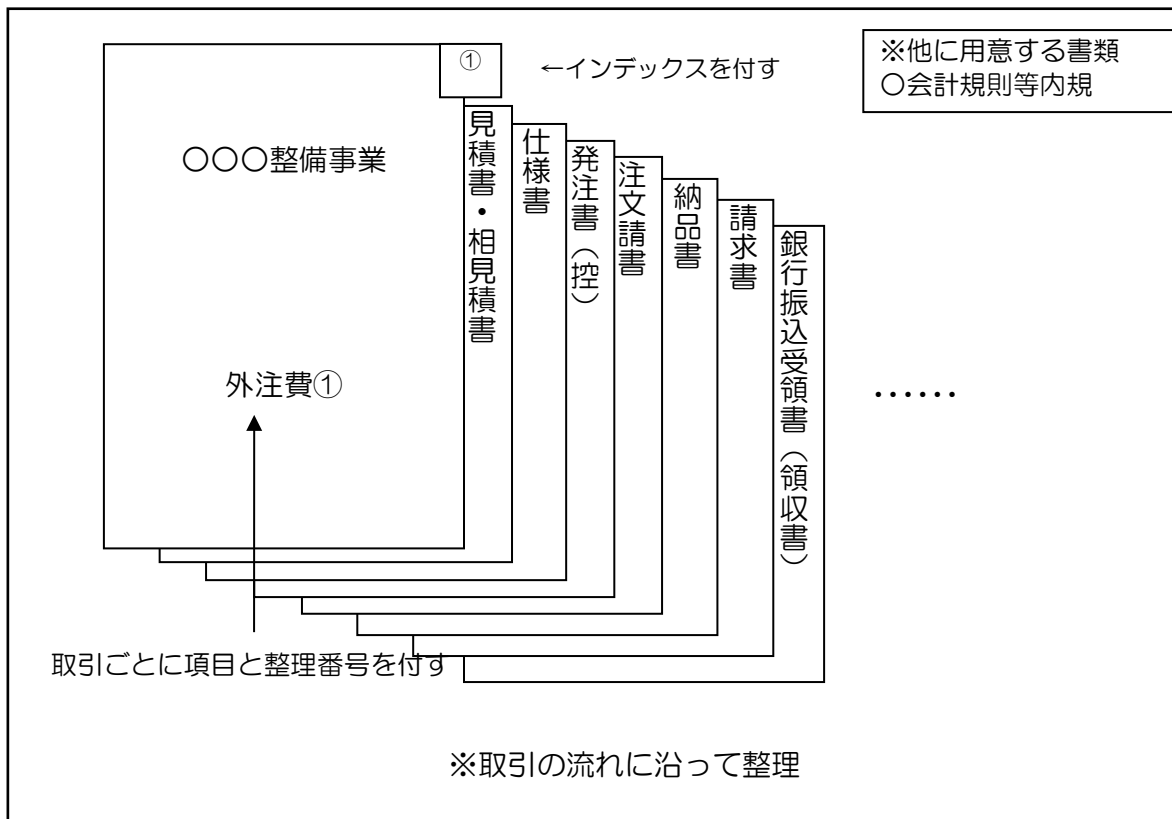 ①
←インデックスを付す
※他に用意する書類
〇会計規則等内規
〇〇〇整備事業
見積書・相見積書
仕様書
発注書（控）
注文請書
納品書
請求書
銀行振込受領書（領収書）
外注費①
……
取引ごとに項目と整理番号を付す
※取引の流れに沿って整理